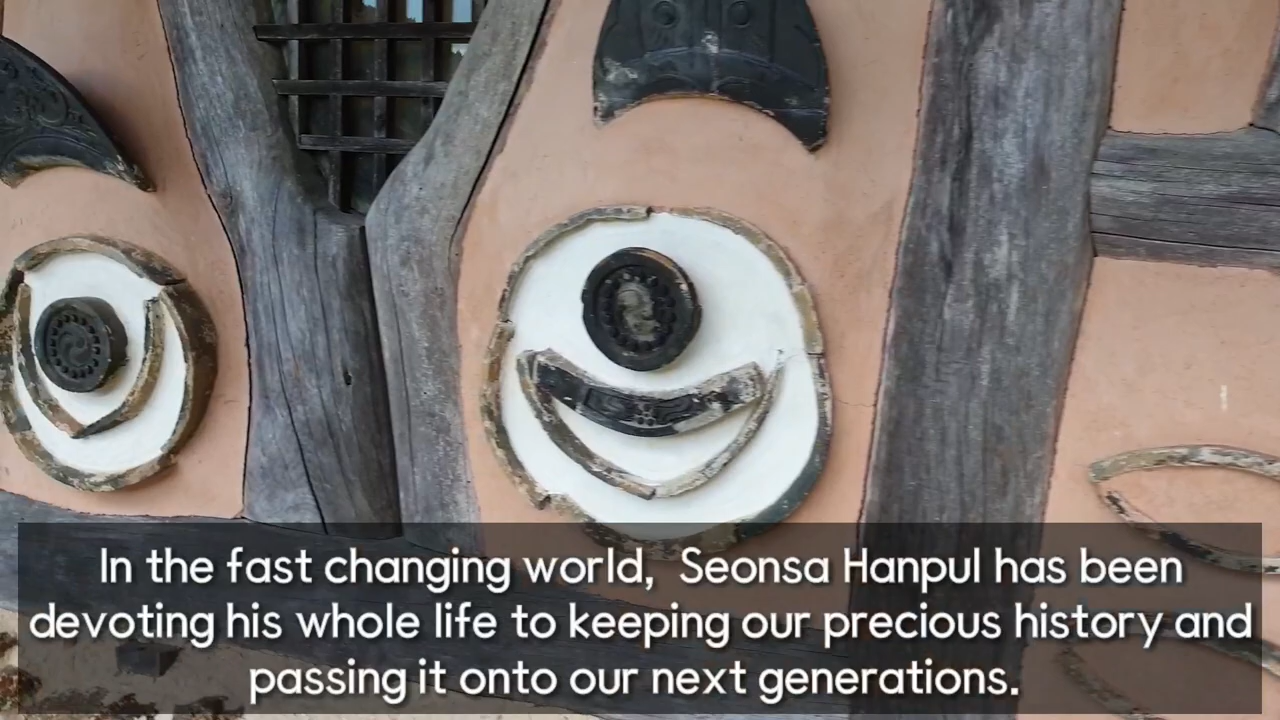 In the fast changing world,  Seonsa Hanpul has been
devoting his whole life to keeping our precious history and
passing it onto our next generations.